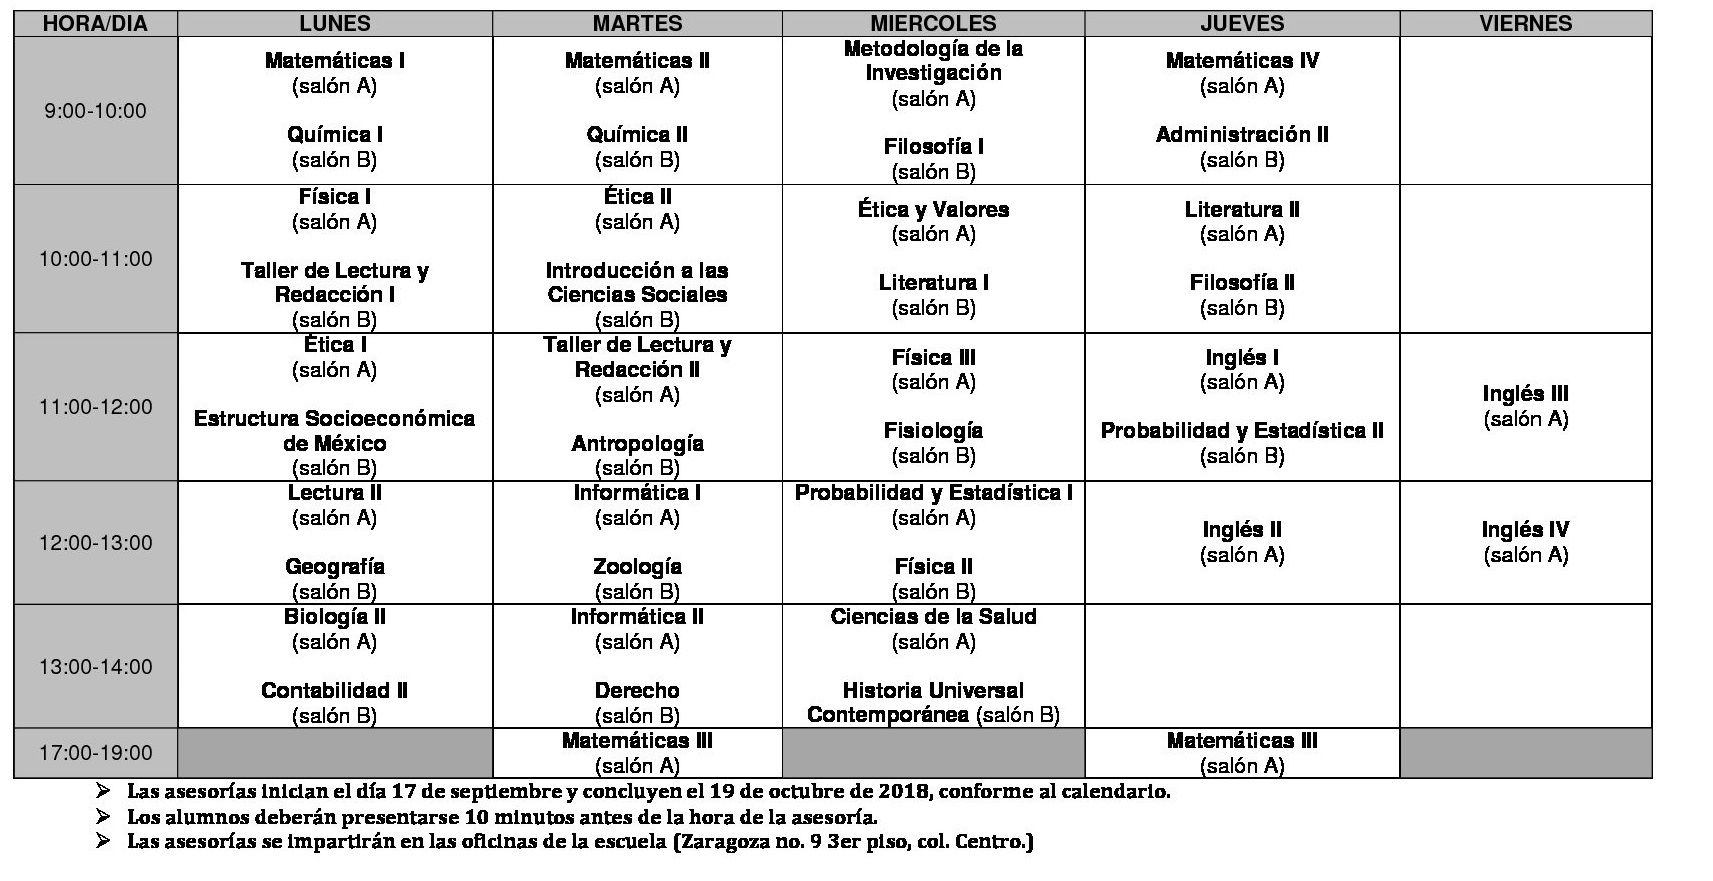 HORA/DIA LUNES MARTES MIERCOLES JUEVES VIERNES
9:00-10:00
Matemáticas I
(salón A)
Química I
(salón B)
Matemáticas II
(salón A)
Química II
(salón B)
Metodología de la
Investigación
(salón A)
Filosofía I
(salón B)
Matemáticas IV
(salón A)
Administración II
(salón B)
10:00-11:00
Física I
(salón A)
Taller de Lectura y
Redacción I
(salón B)
Ética II
(salón A)
Introducción a las
Ciencias Sociales
(salón B)
Ética y Valores
(salón A)
Literatura I
(salón B)
Literatura II
(salón A)
Filosofía II
(salón B)
11:00-12:00
Ética I
(salón A)
Estructura Socioeconómica
de México
(salón B)
Taller de Lectura y
Redacción II
(salón A)
Antropología
(salón B)
Física III
(salón A)
Fisiología
(salón B)
Inglés I
(salón A)
Probabilidad y Estadística II
(salón B)
Inglés III
(salón A)
12:00-13:00
Lectura II
(salón A)
Geografía
(salón B)
Informática I
(salón A)
Zoología
(salón B)
Probabilidad y Estadística I
(salón A)
Física II
(salón B)
Inglés II
(salón A)
Inglés IV
(salón A)
13:00-14:00
Biología II
(salón A)
Contabilidad II
(salón B)
Informática II
(salón A)
Derecho
(salón B)
Ciencias de la Salud
(salón A)
Historia Universal
Contemporánea (salón B)
17:00-19:00
Matemáticas III
(salón A)
Matemáticas III
(salón A)
➢ Las asesorías inician el día 17 de septiembre y concluyen el 19 de octubre de 2018, conforme al calendario.
➢ Los alumnos deberán presentarse 10 minutos antes de la hora de la asesoría.
➢ Las asesorías se impartirán en las oficinas de la escuela (Zaragoza no. 9 3er piso, col. Centro.)